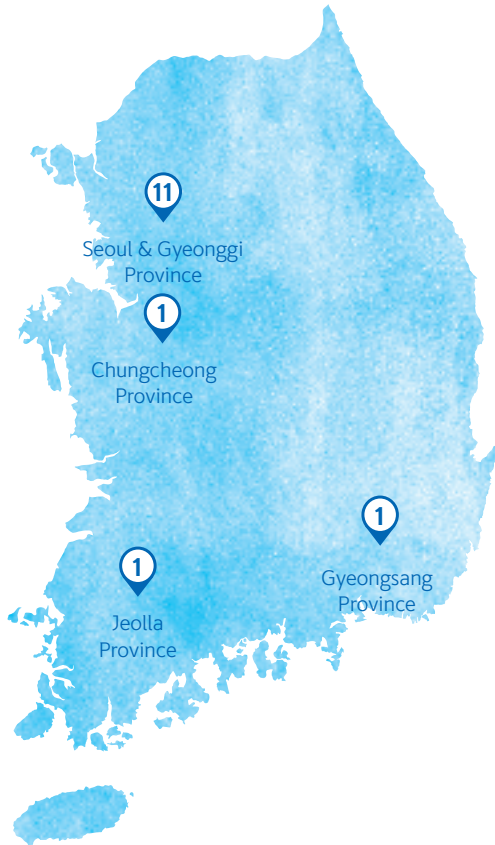 11
Seoul & Gyeonggi
Province
1
Chungcheong
Province
1
Gyeongsang
Province
1
Jeolla
Province